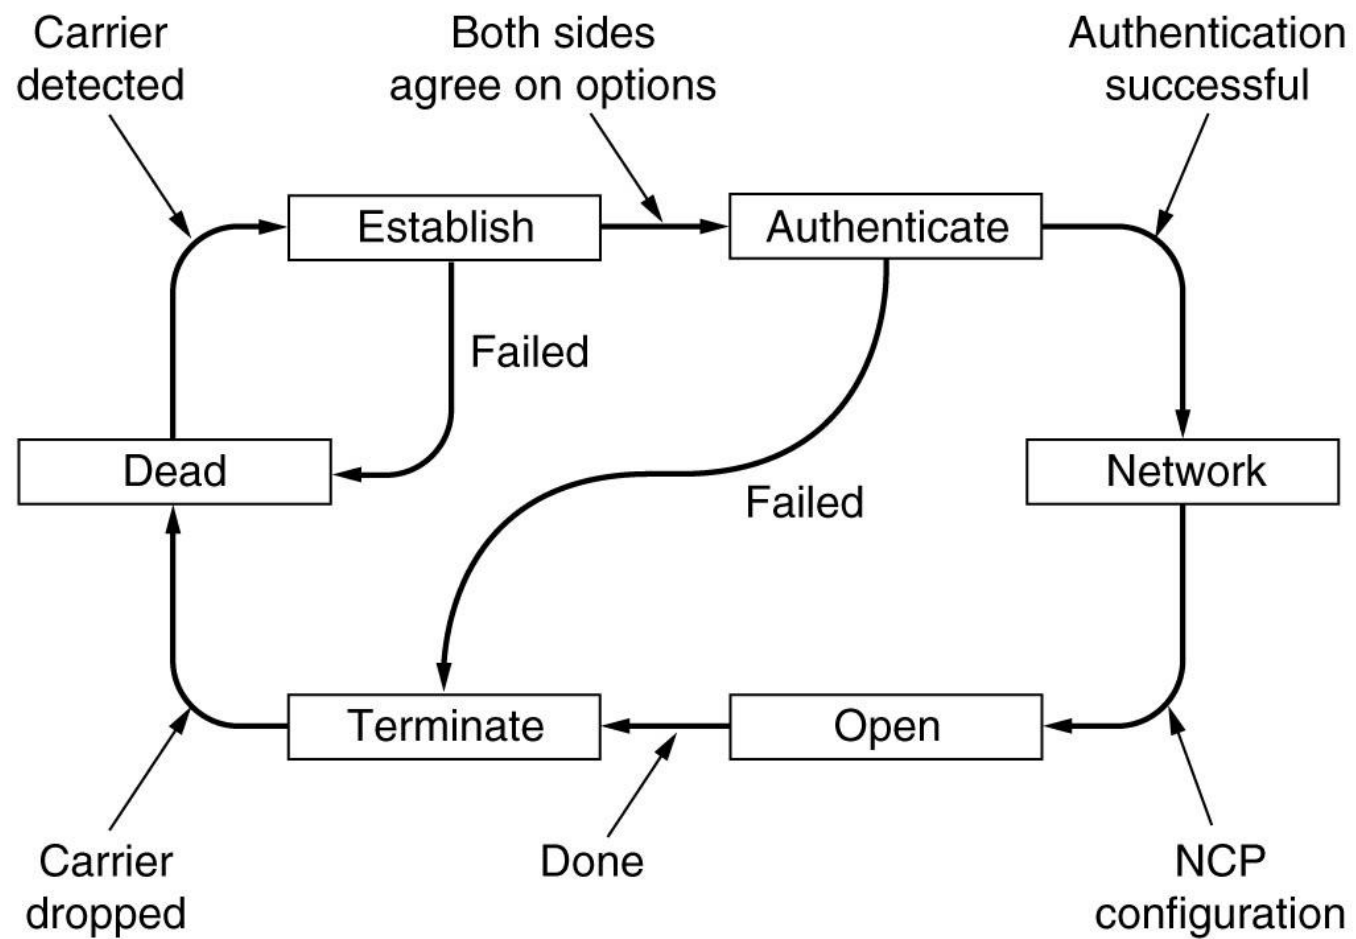 Carrier
detected
Both sides
agree on options
Authentication
successful
Establish
Authenticate
Failed
Dead
Network
Failed
Terminate
Open
Carrier
dropped
Done
NCP
configuration